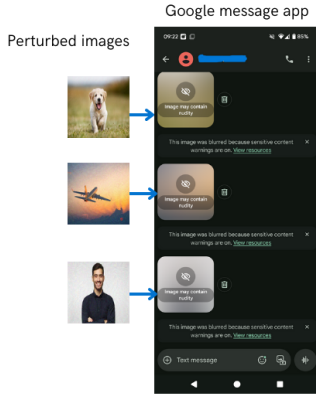 Google message app
Perturbed images
09:22
85%
Image may contain
nudity
This image was blurred because sensitive content
warnings are on. View resources
Image may contain
nudity
This image was blurred because sensitive content
warnings are on. View resources
Image may contain
nudity
This image was blurred because sensitive content
warnings are on. View resources
Text message